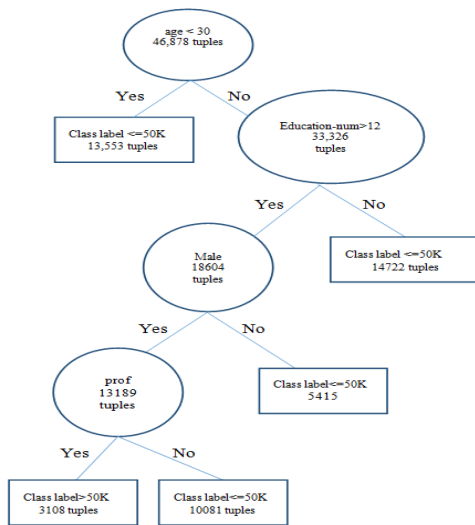 age < 30
46,878 tuples
Yes
No
Class label <=50K
13,553 tuples
Education-num>12
33,326
tuples
Yes
No
Male
18604
tuples
Class label <=50K
14722 tuples
Yes
No
prof
13189
tuples
Class label<=50K
5415
Yes
No
Class label>50K
3108 tuples
Class label<=50K
10081 tuples